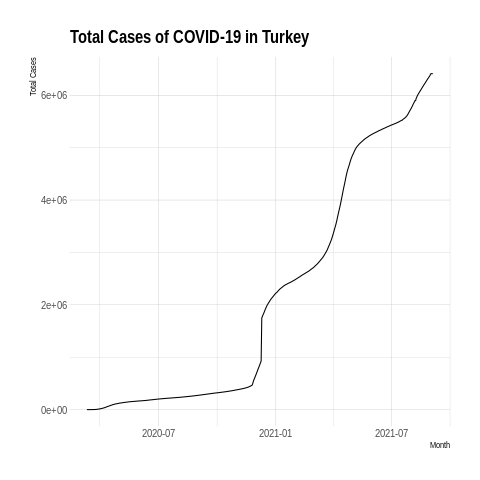 Total Cases of COVID-19 in Turkey
Total Cases
6e+06
4e+06
2e+06
0e+00
2020-07
2021-01
2021-07
Month